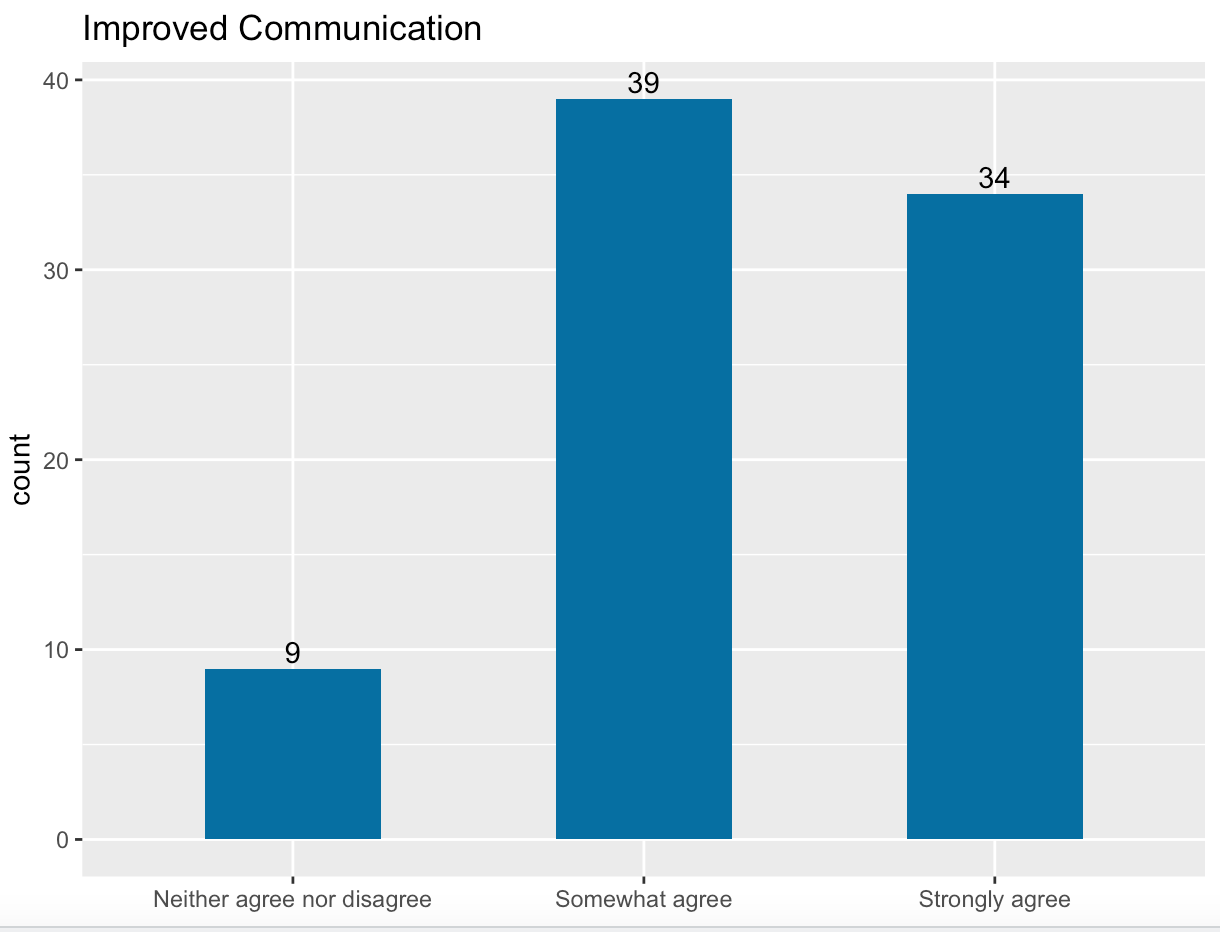 Improved Communication
40
39
34
30
20
count
10
9
0
Neither agree nor disagree
Somewhat agree
Strongly agree